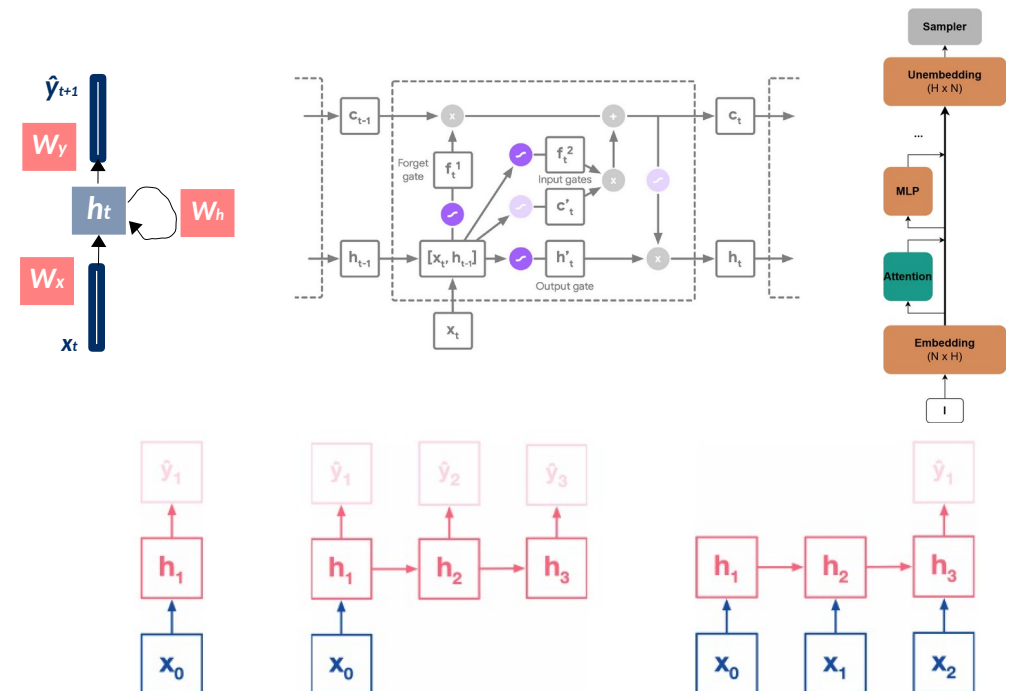 ŷₜ₊₁
Wy
hₜ
Wh
Wx
xₜ
cₜ₋₁
x
+
cₜ
Forget
gate
fₜ¹
fₜ²
Input gates
x
c'ₜ
hₜ₋₁
[xₜ, hₜ₋₁]
h'ₜ
x
hₜ
Output gate
xₜ
Sampler
Unembedding
(H x N)
...
MLP
Attention
Embedding
(N x H)
I
ŷ₁
h₁
x₀
ŷ₁ ŷ₂ ŷ₃
h₁ h₂ h₃
x₀
ŷ₁
h₁ h₂ h₃
x₀ x₁ x₂